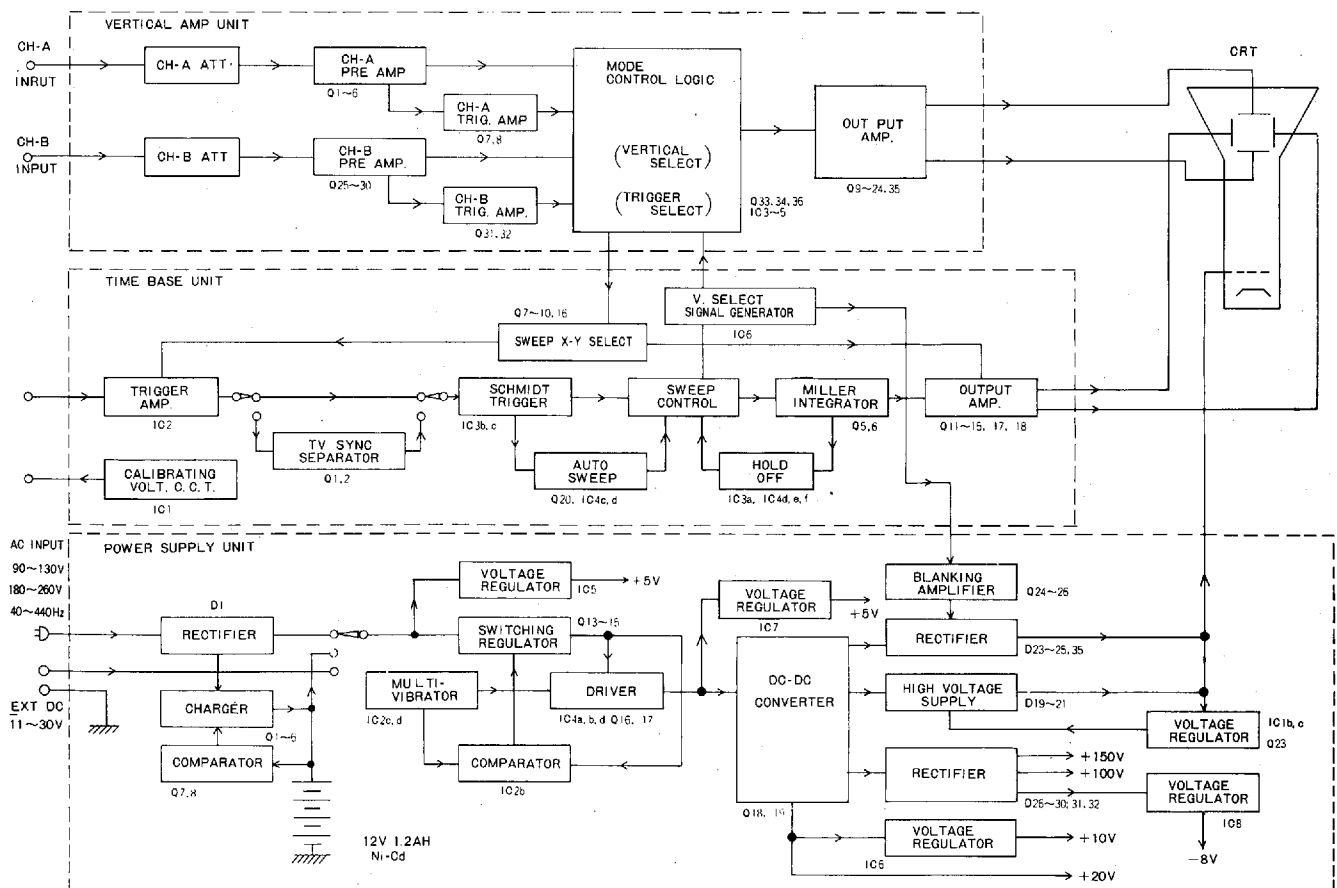 VERTICAL AMP UNIT
CH-A
INRUT
CH-A ATT.
CH-A
PRE AMP
Q1~6
CH-A
TRIG. AMP
Q7,8
CH-B
INPUT
CH-B ATT
CH-B
PRE AMP.
Q25~30
CH-B
TRIG. AMP.
Q31,32
MODE
CONTROL LOGIC
(VERTICAL
SELECT)
(TRIGGER
SELECT)
Q33,34,36
IC3~5
OUT PUT
AMP.
Q9~24,35
CRT
TIME BASE UNIT
Q7~10,16
SWEEP X-Y SELECT
V. SELECT
SIGNAL GENERATOR
IC6
TRIGGER
AMP.
IC2
TV SYNC
SEPARATOR
Q1,2
SCHMIDT
TRIGGER
IC3b,c
AUTO
SWEEP
Q20, IC4c,d
SWEEP
CONTROL
MILLER
INTEGRATOR
Q5,6
HOLD
OFF
IC3a, IC4d,e,f
OUTPUT
AMP.
Q11~15, 17, 18
CALIBRATING
VOLT. C.C.T.
IC1
POWER SUPPLY UNIT
AC INPUT
90~130V
180~260V
40~440Hz
EXT DC
11~30V
D1
RECTIFIER
CHARGER
Q1~6
COMPARATOR
Q7,8
12V 1.2AH
Ni-Cd
VOLTAGE
REGULATOR
IC5
+5V
SWITCHING
REGULATOR
Q13~15
MULTI-
VIBRATOR
IC2c,d
DRIVER
IC4a,b,d Q16, 17
COMPARATOR
IC2b
VOLTAGE
REGULATOR
IC7
+5V
DC-DC
CONVERTER
Q18, 19
BLANKING
AMPLIFIER
Q24~26
RECTIFIER
D23~25,35
HIGH VOLTAGE
SUPPLY
D19~21
VOLTAGE
REGULATOR
IC1b,c
Q23
RECTIFIER
+150V
+100V
D26~30,31,32
VOLTAGE
REGULATOR
IC8
-8V
VOLTAGE
REGULATOR
IC6
+10V
+20V